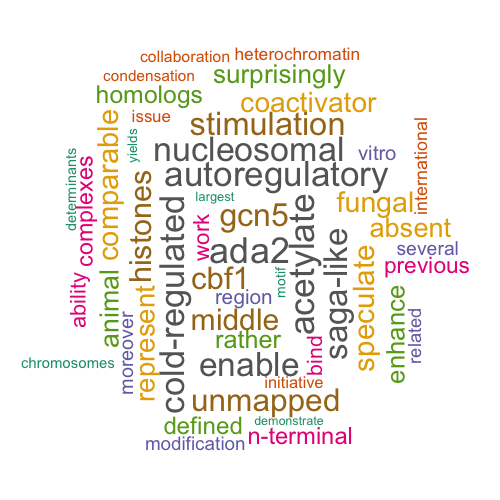 collaboration heterochromatin
condensation surprisingly
homologs coactivator
issue stimulation
yields nucleosomal vitro international
determinants comparable autoregulatory
complexes histones largest fungal
work gcn5 absent
ability ada2 acetylate saga-like several
cold-regulated cbf1 motif speculate previous
animal region
represent middle enhance related
moreover rather bind
chromosomes enable
initiative
unmapped
defined demonstrate
modification n-terminal